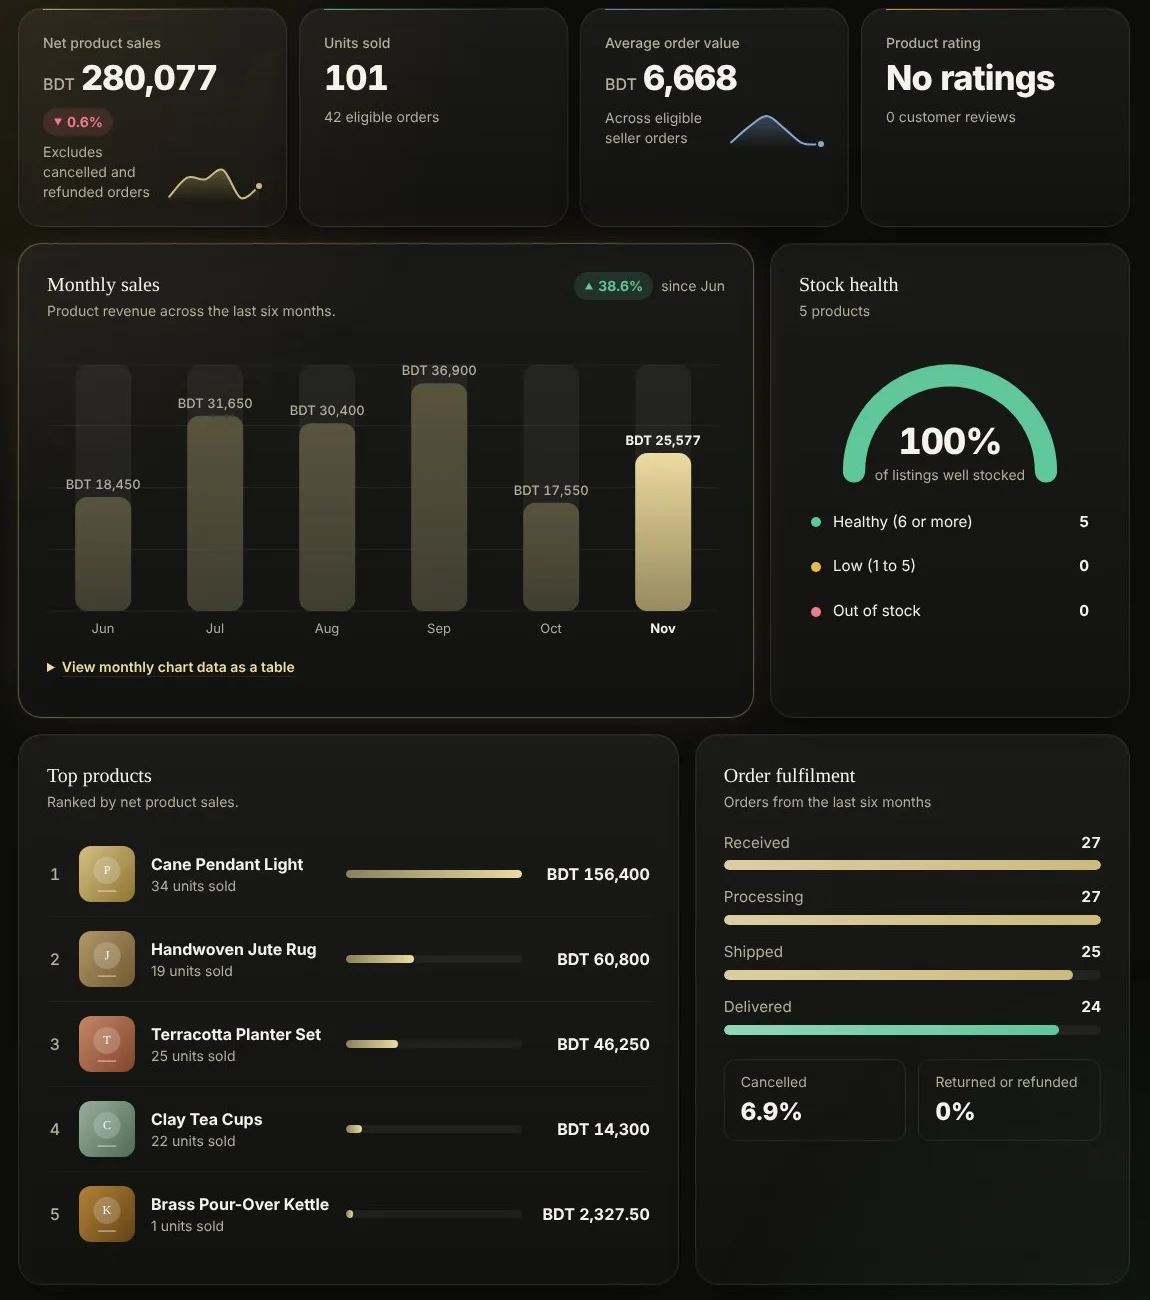 Net product sales
BDT 280,077
▼ 0.6%
Excludes
cancelled and
refunded orders
Units sold
101
42 eligible orders
Average order value
BDT 6,668
Across eligible
seller orders
Product rating
No ratings
0 customer reviews
Monthly sales
▲ 38.6% since Jun
Product revenue across the last six months.
BDT 18,450
BDT 31,650
BDT 30,400
BDT 36,900
BDT 17,550
BDT 25,577
Jun
Jul
Aug
Sep
Oct
Nov
▶ View monthly chart data as a table
Stock health
5 products
100%
of listings well stocked
Healthy (6 or more) 5
Low (1 to 5) 0
Out of stock 0
Top products
Ranked by net product sales.
1 P Cane Pendant Light BDT 156,400
34 units sold
2 J Handwoven Jute Rug BDT 60,800
19 units sold
3 T Terracotta Planter Set BDT 46,250
25 units sold
4 C Clay Tea Cups BDT 14,300
22 units sold
5 K Brass Pour-Over Kettle BDT 2,327.50
1 units sold
Order fulfilment
Orders from the last six months
Received 27
Processing 27
Shipped 25
Delivered 24
Cancelled
6.9%
Returned or refunded
0%